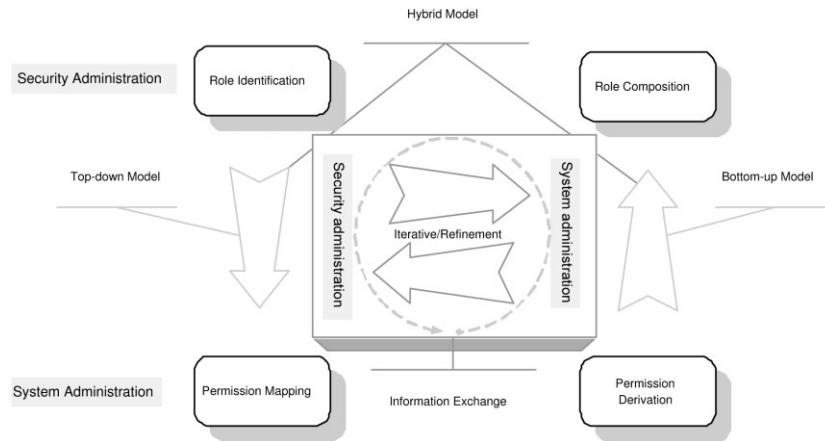 Hybrid Model
Security Administration
Role Identification
Role Composition
Top-down Model
Security administration
Iterative/Refinement
System administration
Bottom-up Model
System Administration
Permission Mapping
Information Exchange
Permission
Derivation